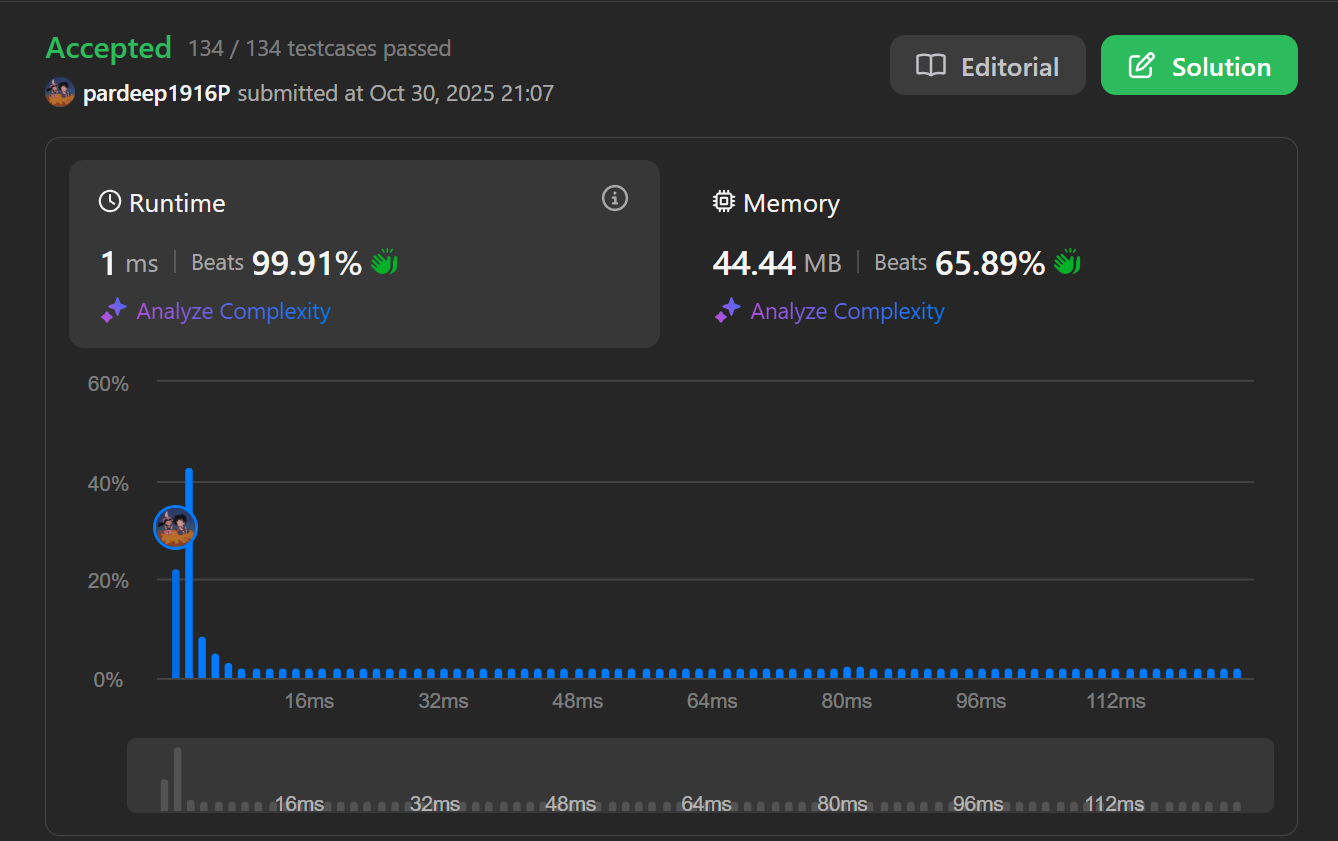 Accepted 134 / 134 testcases passed
pardeep1916P submitted at Oct 30, 2025 21:07
Editorial
Solution
Runtime
1 ms | Beats 99.91%
Analyze Complexity
Memory
44.44 MB | Beats 65.89%
Analyze Complexity
60%
40%
20%
0%
16ms 32ms 48ms 64ms 80ms 96ms 112ms
16ms 32ms 48ms 64ms 80ms 96ms 112ms